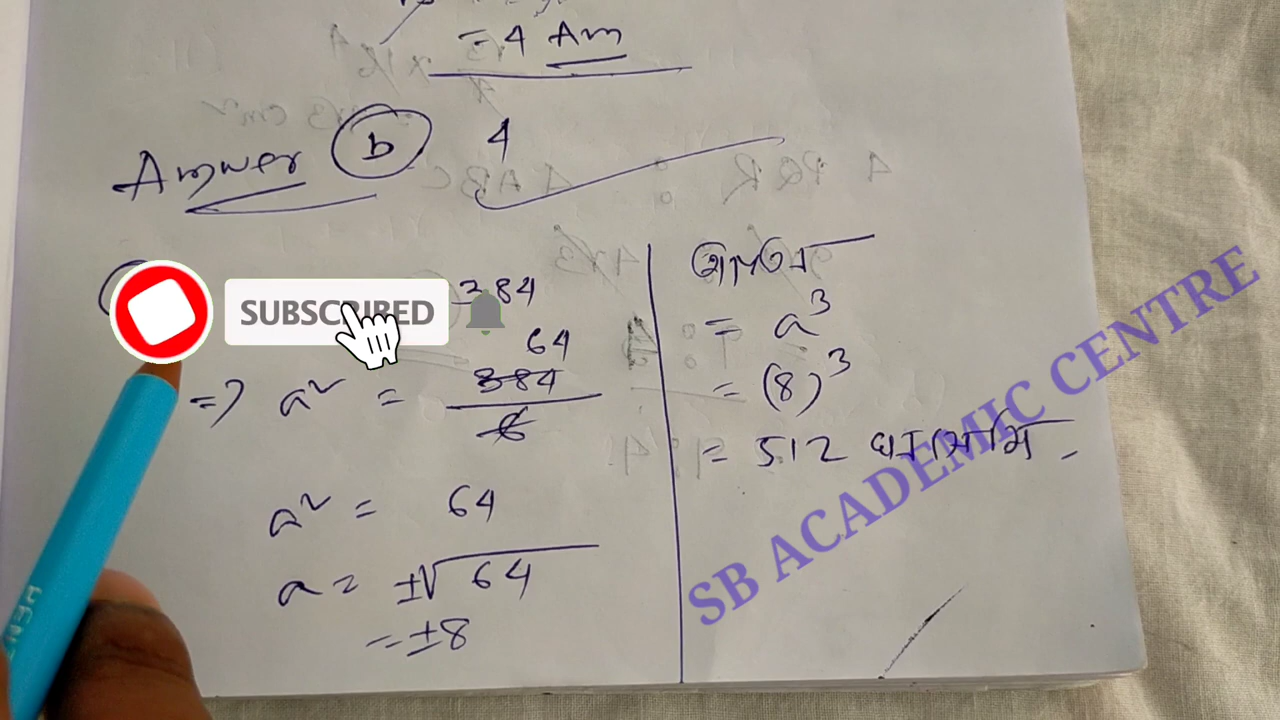 = 4 Am
Answer (b) 4
SUBSCRIBED
= 384
64
=> a² = 384
6
a² = 64
a = ±√64
= ±8
আয়তন
= a³
= (8)³
= 512 ঘনসেমি
SB ACADEMIC CENTRE